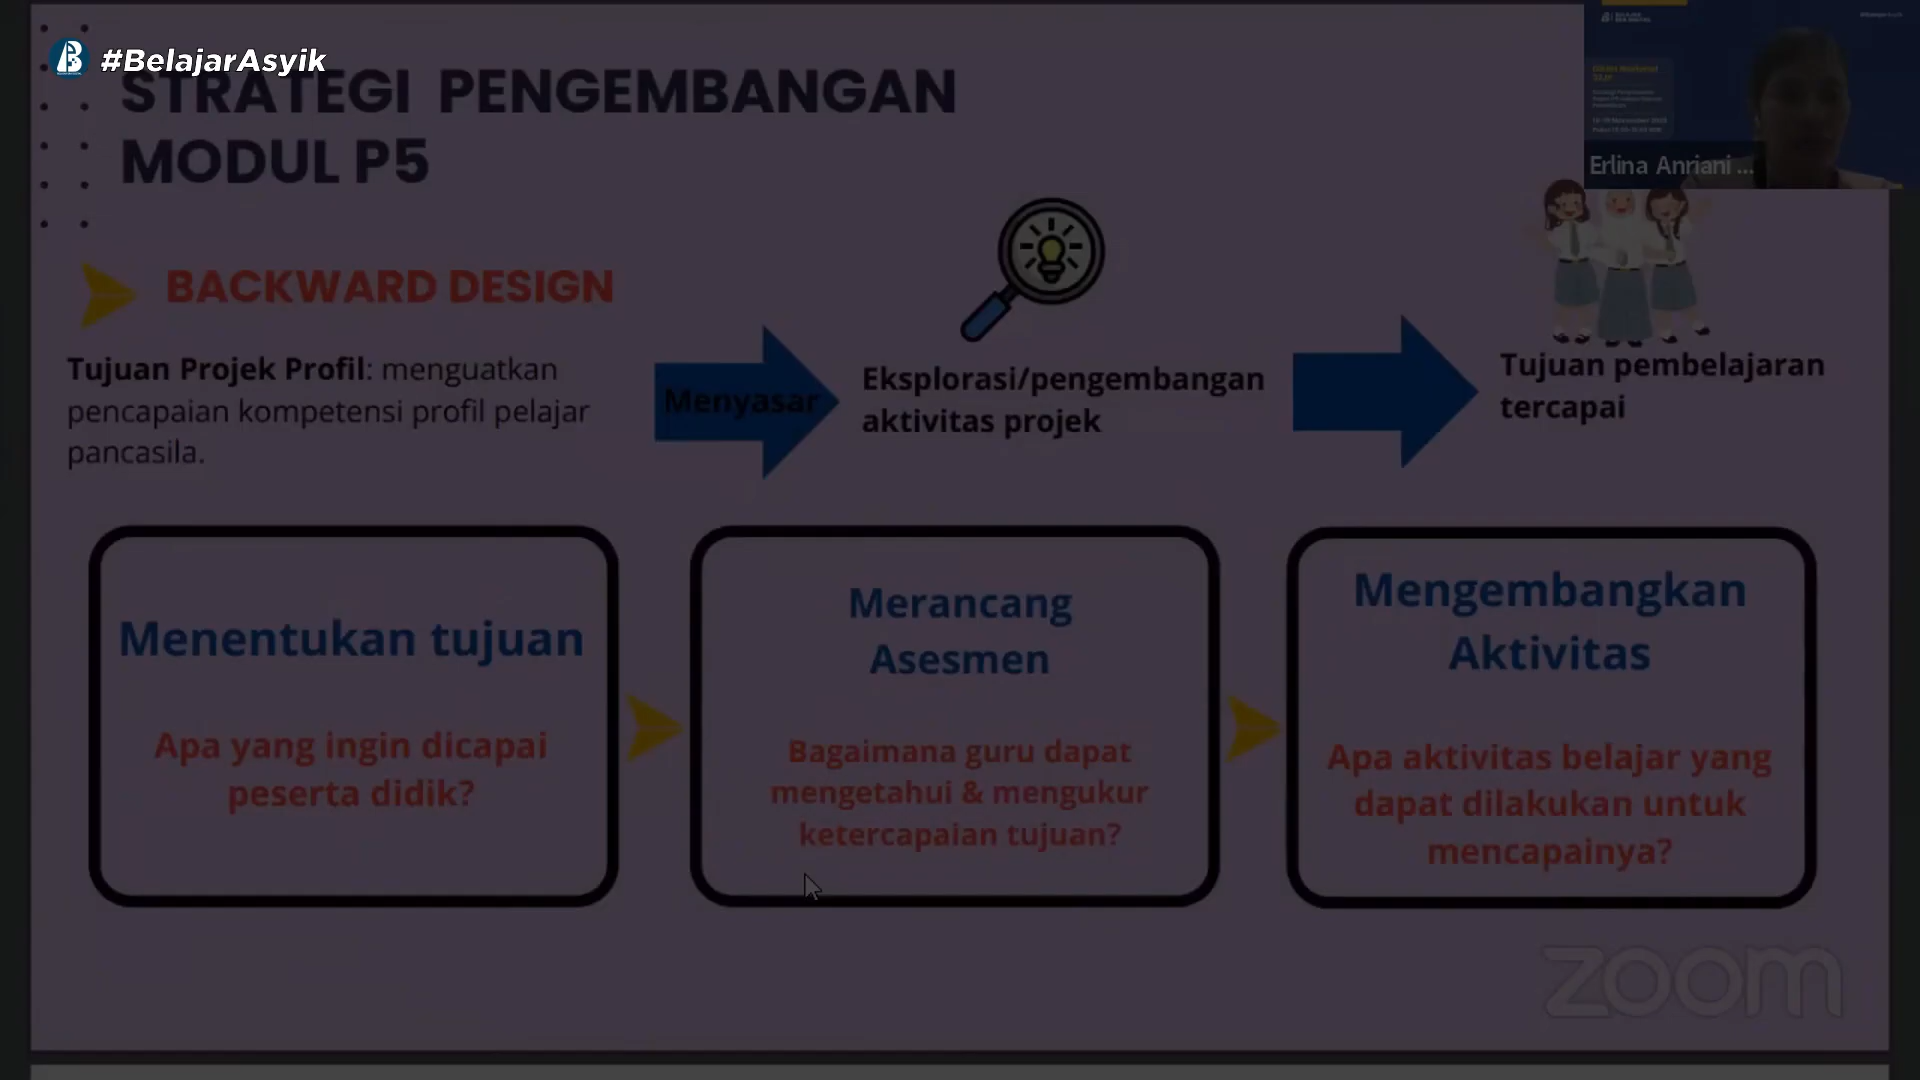 #BelajarAsyik
STRATEGI PENGEMBANGAN
MODUL P5
Erlina Anriani ...
BACKWARD DESIGN
Tujuan Projek Profil: menguatkan
pencapaian kompetensi profil pelajar
pancasila.
Menyasar
Eksplorasi/pengembangan
aktivitas projek
Tujuan pembelajaran
tercapai
Menentukan tujuan
Apa yang ingin dicapai
peserta didik?
Merancang
Asesmen
Bagaimana guru dapat
mengetahui & mengukur
ketercapaian tujuan?
Mengembangkan
Aktivitas
Apa aktivitas belajar yang
dapat dilakukan untuk
mencapainya?
zoom